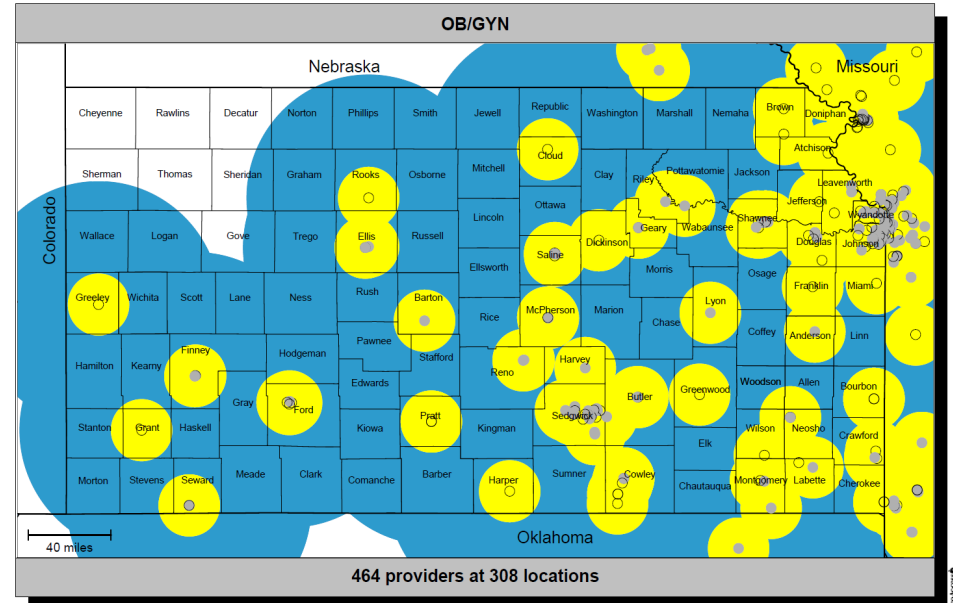 OB/GYN
Nebraska
Missouri
Colorado
Cheyenne Rawlins Decatur Norton Phillips Smith Jewell Republic Washington Marshall Nemaha Brown Doniphan
Atchison
Cloud
Sherman Thomas Sheridan Graham Rooks Osborne Mitchell Clay Riley Pottawatomie Jackson Leavenworth
Jefferson
Ottawa
Lincoln
Wyandotte
Shawnee
Wallace Logan Gove Trego Ellis Russell Dickinson Geary Wabaunsee Douglas Johnson
Saline
Ellsworth Morris Osage
Greeley Wichita Scott Lane Ness Rush Barton Rice McPherson Marion Chase Lyon Franklin Miami
Coffey Anderson Linn
Pawnee
Stafford
Hamilton Kearny Finney Hodgeman Reno Harvey
Edwards Woodson Allen Bourbon
Gray Ford Butler Greenwood
Stanton Grant Haskell Kiowa Pratt Kingman Sedgwick Wilson Neosho Crawford
Elk
Morton Stevens Seward Meade Clark Comanche Barber Harper Sumner Cowley Chautauqua Montgomery Labette Cherokee
40 miles
Oklahoma
464 providers at 308 locations